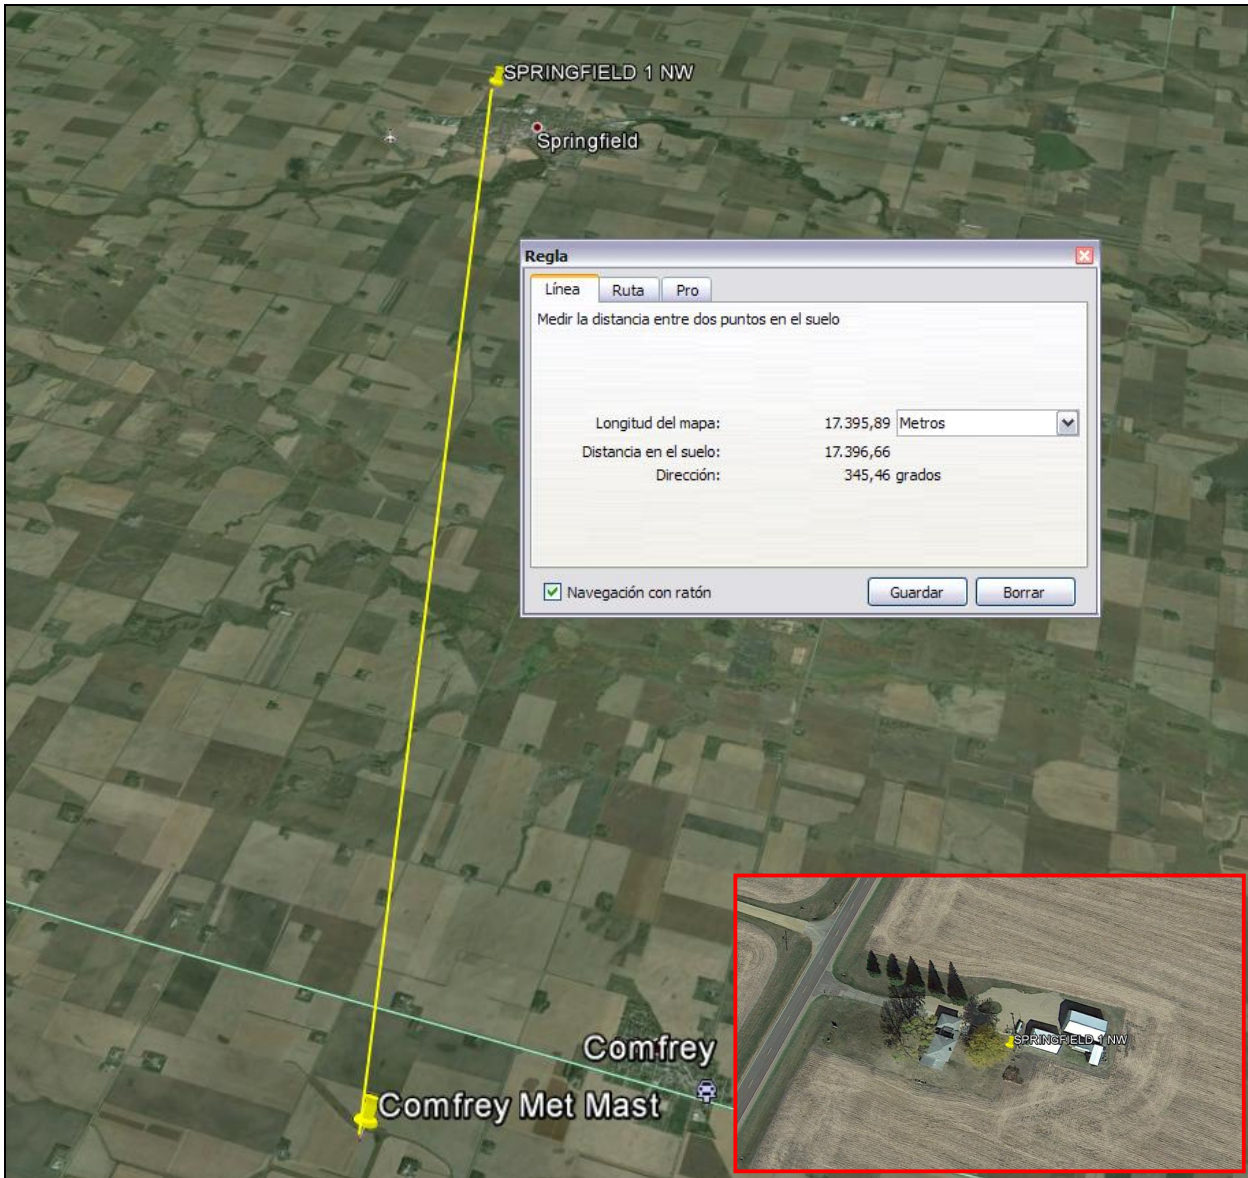 SPRINGFIELD 1 NW
Springfield
Regla
Línea Ruta Pro
Medir la distancia entre dos puntos en el suelo
Longitud del mapa: 17.395,89 Metros
Distancia en el suelo: 17.396,66
Dirección: 345,46 grados
Navegación con ratón Guardar Borrar
Comfrey
SPRINGFIELD 1 NW
Comfrey Met Mast